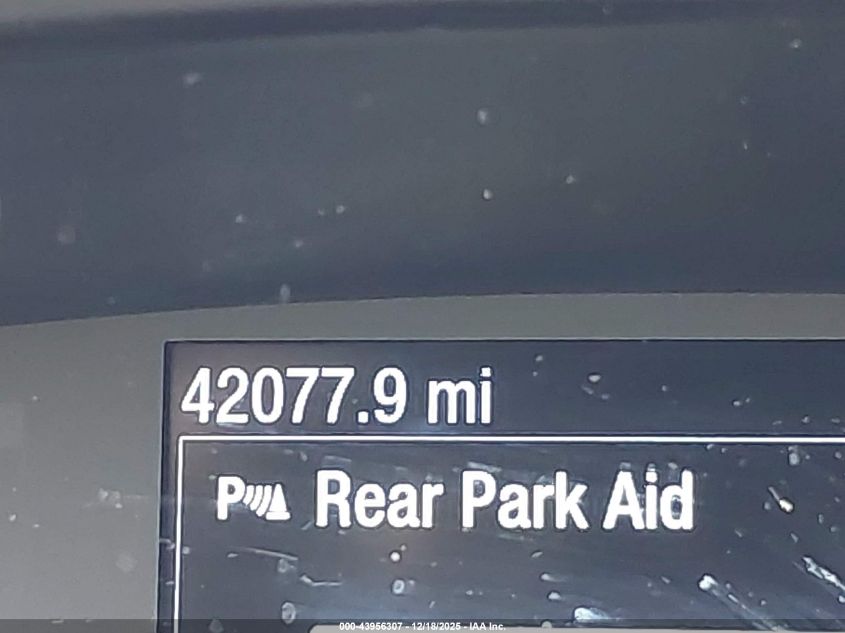 42077.9 mi
P Rear Park Aid
000-43956307 - 12/18/2025 - IAA Inc.